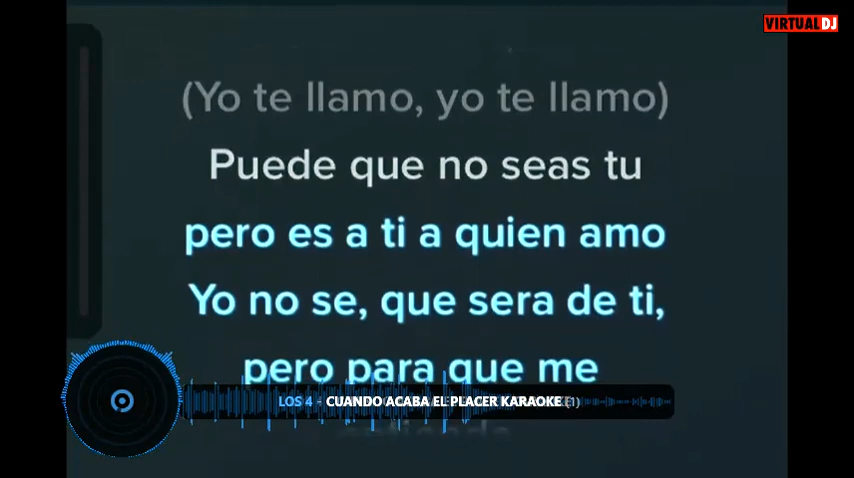 VIRTUALDJ
(Yo te llamo, yo te llamo)
Puede que no seas tu
pero es a ti a quien amo
Yo no se, que sera de ti,
pero para que me
LOS 4 - CUANDO ACABA EL PLACER KARAOKE (1)